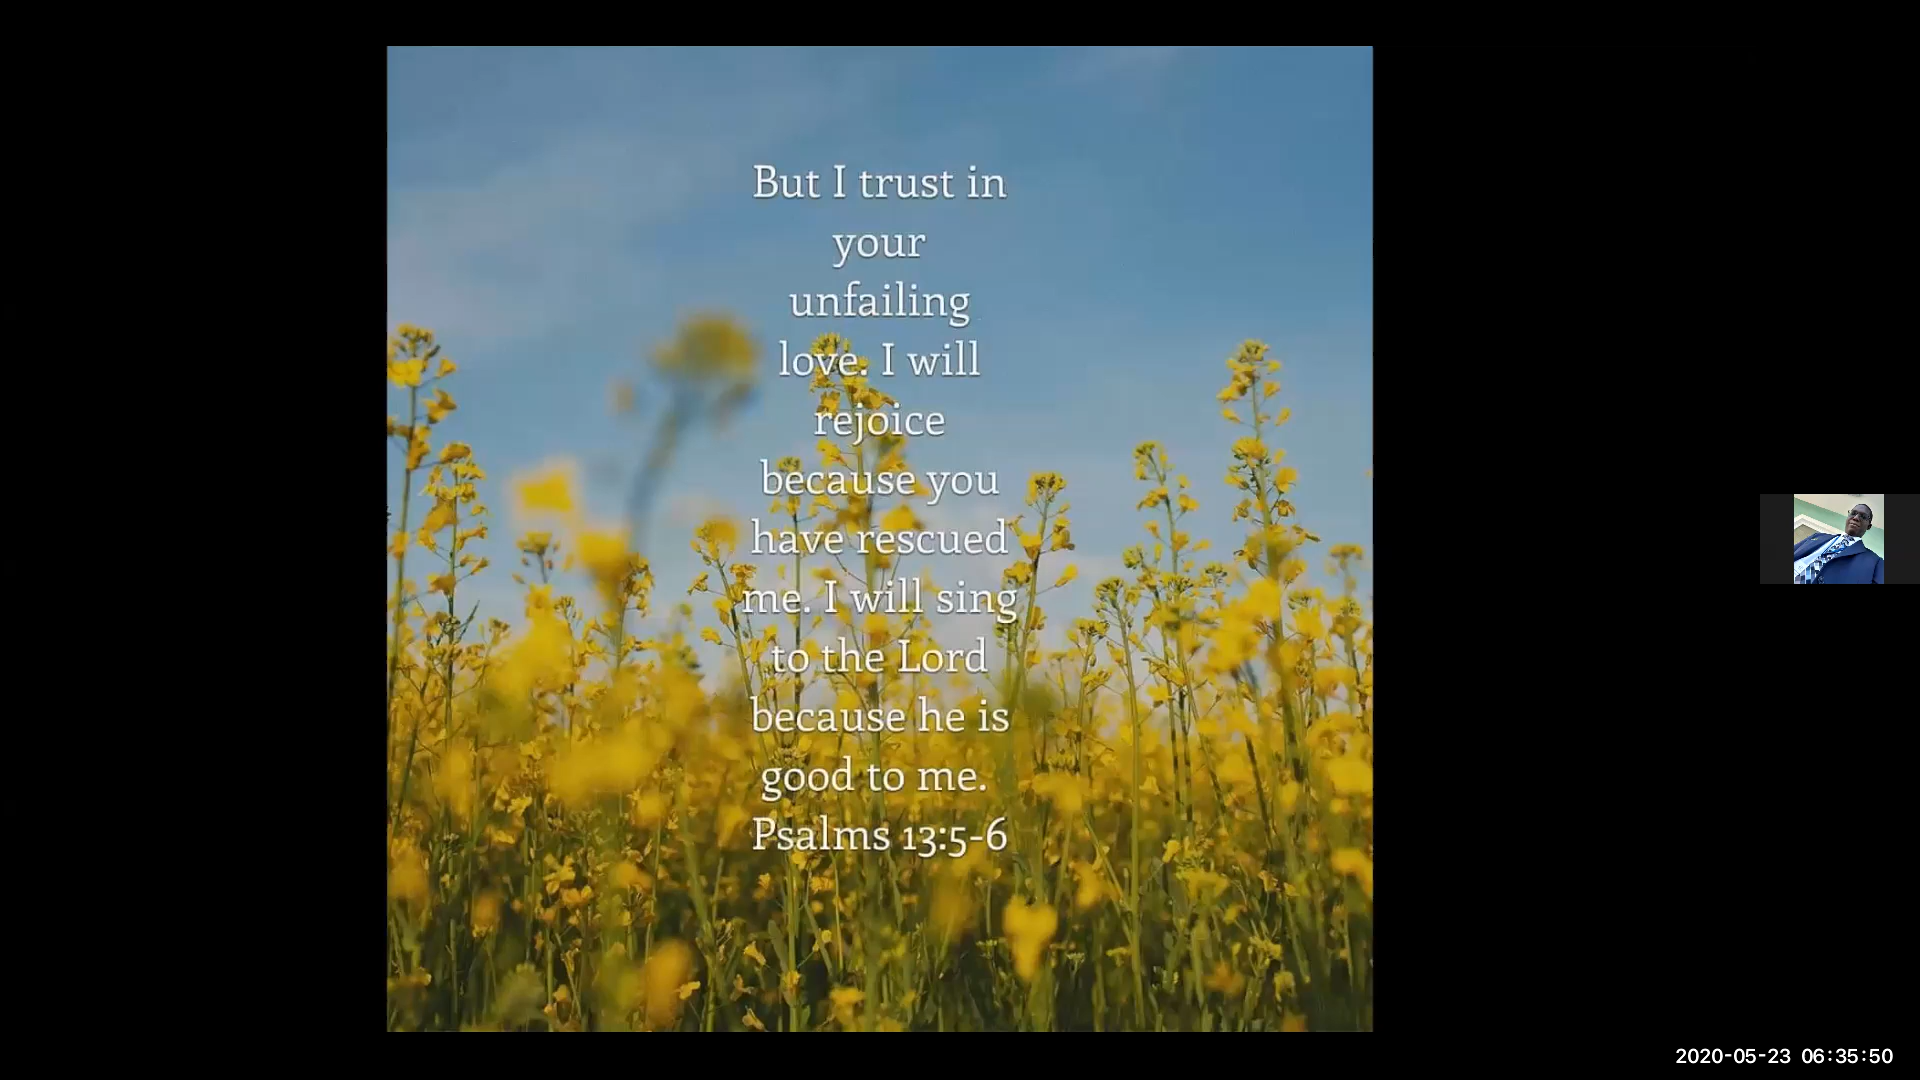 But I trust in
your
unfailing
love. I will
rejoice
because you
have rescued
me. I will sing
to the Lord
because he is
good to me.
Psalms 13:5-6
2020-05-23 06:35:50